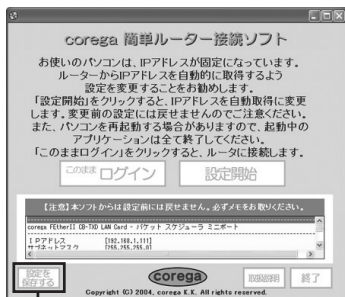 corega 簡単ルーター接続ソフト
お使いのパソコンは、IPアドレスが固定になっています。
ルーターからIPアドレスを自動的に取得するよう
設定を変更することをお勧めします。
「設定開始」をクリックすると、IPアドレスを自動取得に変更
します。変更前の設定には戻せませんのでご注意ください。
また、パソコンを再起動する場合がありますので、起動中の
アプリケーションは全て終了してください。
「このままログイン」をクリックすると、ルータに接続します。
このまま ログイン 設定開始
【注意】本ソフトからは設定前には戻せません。必ずメモをお取りください。
corega FEtherII CB-TXD LAN Card - パケット スケジューラ ミニポート
IPアドレス [192.168.1.111]
サブネットマスク [255.255.255.0]
設定を
保存する corega 取扱説明 終了
Copyright (C) 2004, corega K.K. All rights reserved.